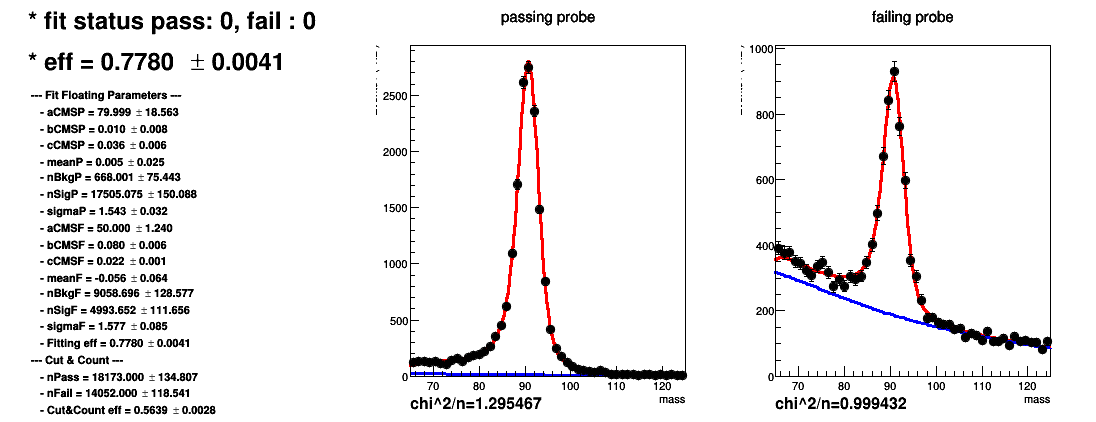 * fit status pass: 0, fail : 0
* eff = 0.7780 ± 0.0041
--- Fit Floating Parameters ---
- aCMSP = 79.999 ± 18.563
- bCMSP = 0.010 ± 0.008
- cCMSP = 0.036 ± 0.006
- meanP = 0.005 ± 0.025
- nBkgP = 668.001 ± 75.443
- nSigP = 17505.075 ± 150.088
- sigmaP = 1.543 ± 0.032
- aCMSF = 50.000 ± 1.240
- bCMSF = 0.080 ± 0.006
- cCMSF = 0.022 ± 0.001
- meanF = -0.056 ± 0.064
- nBkgF = 9058.696 ± 128.577
- nSigF = 4993.652 ± 111.656
- sigmaF = 1.577 ± 0.085
- Fitting eff = 0.7780 ± 0.0041
--- Cut & Count ---
- nPass = 18173.000 ± 134.807
- nFail = 14052.000 ± 118.541
- Cut&Count eff = 0.5639 ± 0.0028
passing probe
2500
2000
1500
1000
500
0
70 80 90 100 110 120
mass
chi^2/n=1.295467
failing probe
1000
800
600
400
200
0
70 80 90 100 110 120
mass
chi^2/n=0.999432